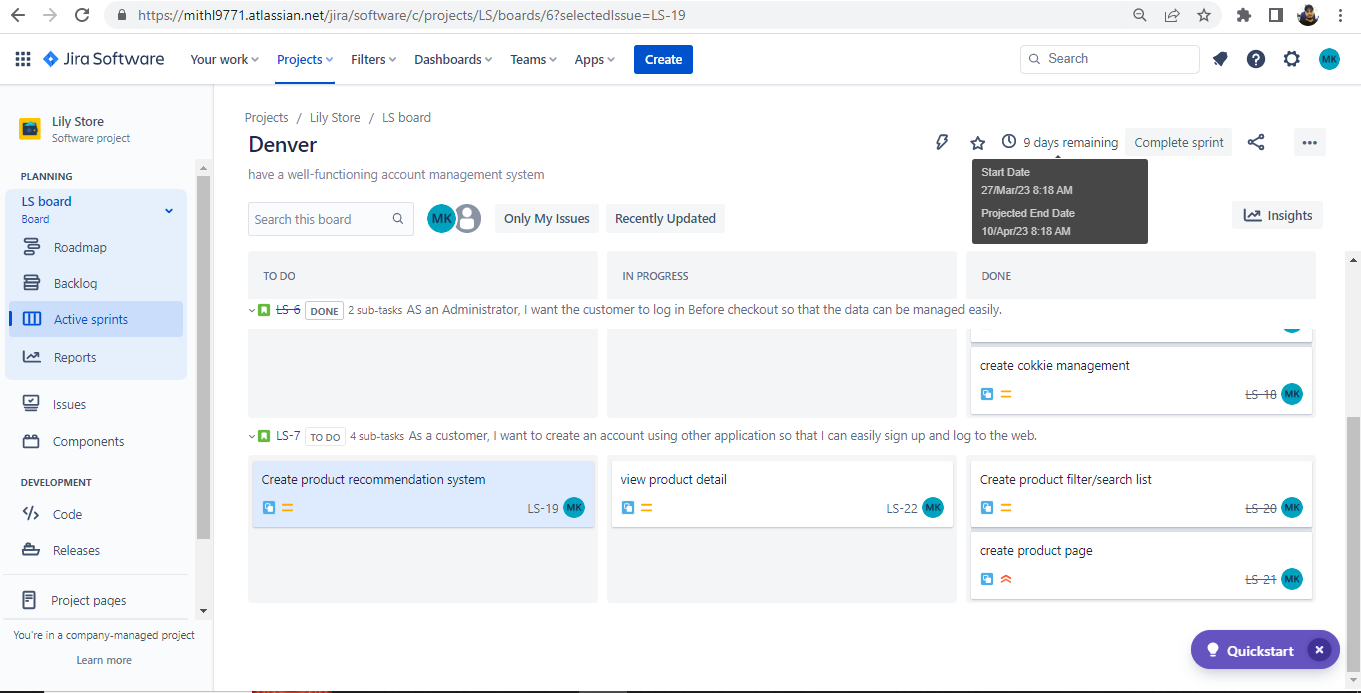 https://mithl9771.atlassian.net/jira/software/c/projects/LS/boards/6?selectedIssue=LS-19
Jira Software
Your work
Projects
Filters
Dashboards
Teams
Apps
Create
Search
MK
Lily Store
Software project
PLANNING
LS board
Board
Roadmap
Backlog
Active sprints
Reports
Issues
Components
DEVELOPMENT
Code
Releases
Project pages
You're in a company-managed project
Learn more
Projects / Lily Store / LS board
Denver
9 days remaining
Complete sprint
have a well-functioning account management system
Start Date
27/Mar/23 8:18 AM
Projected End Date
10/Apr/23 8:18 AM
Search this board
MK
Only My Issues
Recently Updated
Insights
TO DO
IN PROGRESS
DONE
LS-6 DONE 2 sub-tasks AS an Administrator, I want the customer to log in Before checkout so that the data can be managed easily.
create cokkie management
LS-18 MK
LS-7 TO DO 4 sub-tasks As a customer, I want to create an account using other application so that I can easily sign up and log to the web.
Create product recommendation system
LS-19 MK
view product detail
LS-22 MK
Create product filter/search list
LS-20 MK
create product page
LS-21 MK
Quickstart